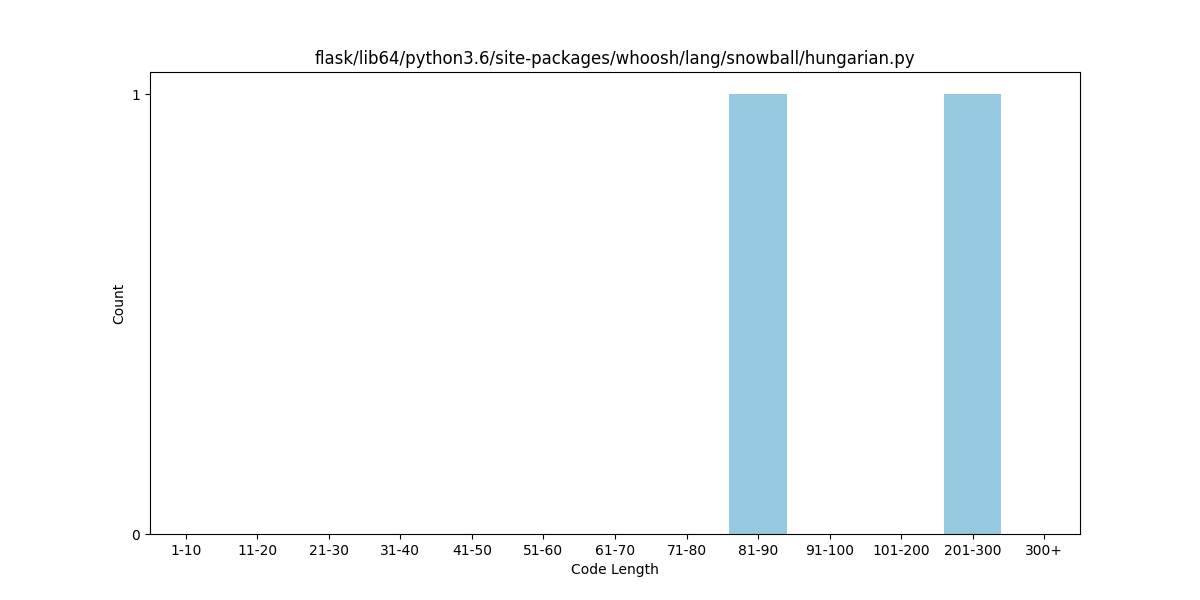 flask/lib64/python3.6/site-packages/whoosh/lang/snowball/hungarian.py
1
Count
0
1-10 11-20 21-30 31-40 41-50 51-60 61-70 71-80 81-90 91-100 101-200 201-300 300+
Code Length